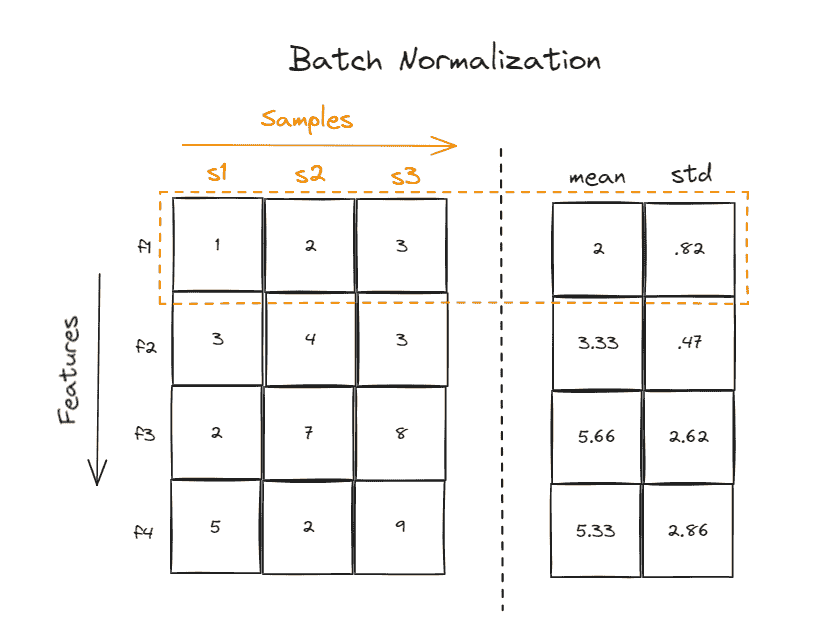 Batch Normalization
Samples
s1 s2 s3 mean std
f1 1 2 3 2 .82
f2 3 4 3 3.33 .47
f3 2 7 8 5.66 2.62
f4 5 2 9 5.33 2.86
Features